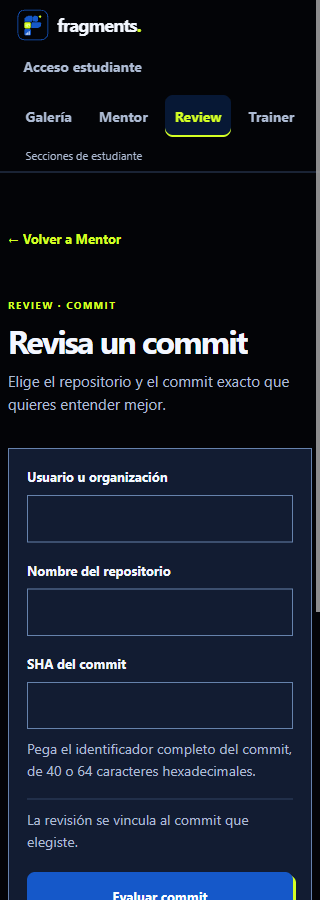 fragments.
Acceso estudiante
Galería Mentor Review Trainer
Secciones de estudiante
← Volver a Mentor
REVIEW · COMMIT
Revisa un commit
Elige el repositorio y el commit exacto que
quieres entender mejor.
Usuario u organización
Nombre del repositorio
SHA del commit
Pega el identificador completo del commit,
de 40 o 64 caracteres hexadecimales.
La revisión se vincula al commit que
elegiste.
Evaluar commit